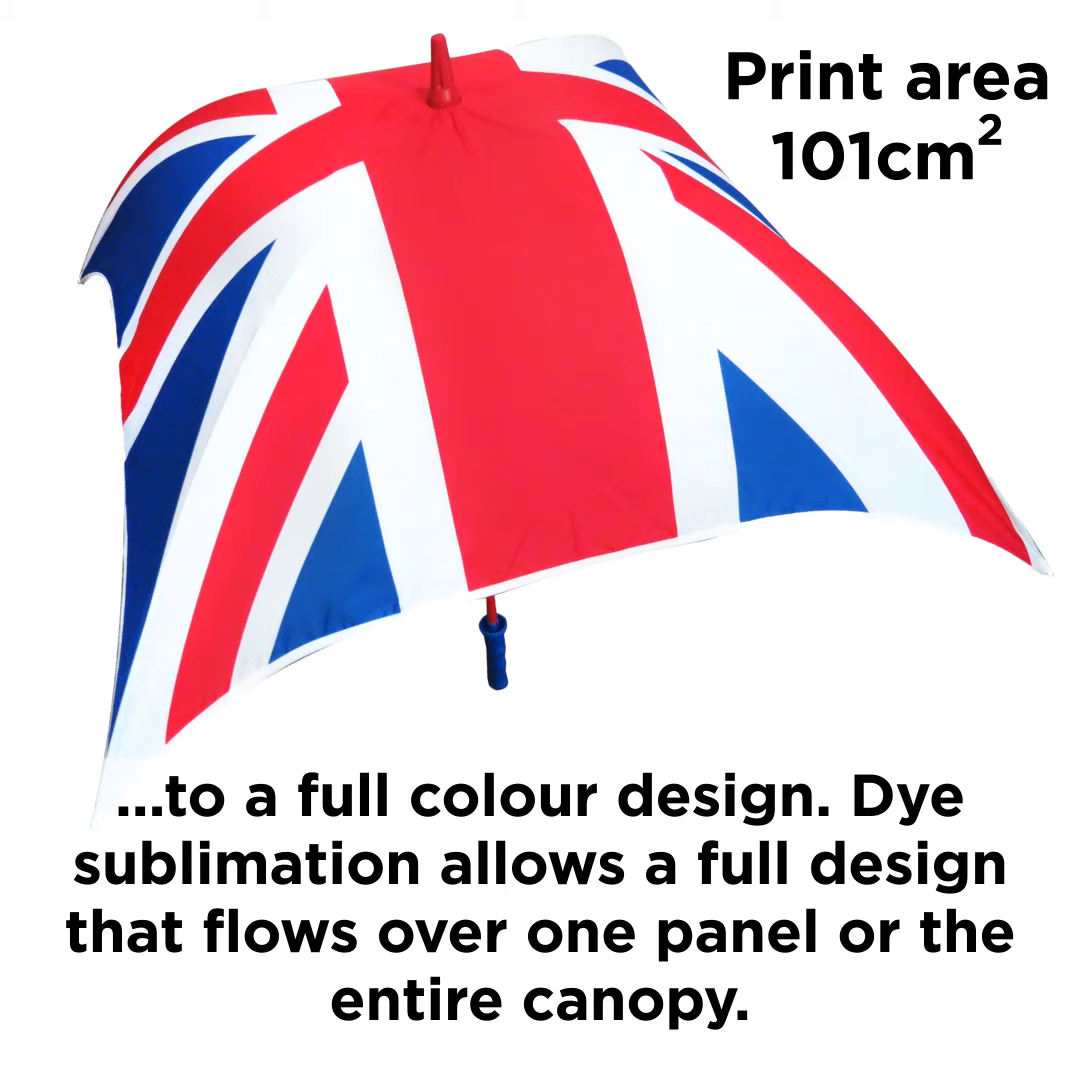 Print area
101cm²
...to a full colour design. Dye
sublimation allows a full design
that flows over one panel or the
entire canopy.